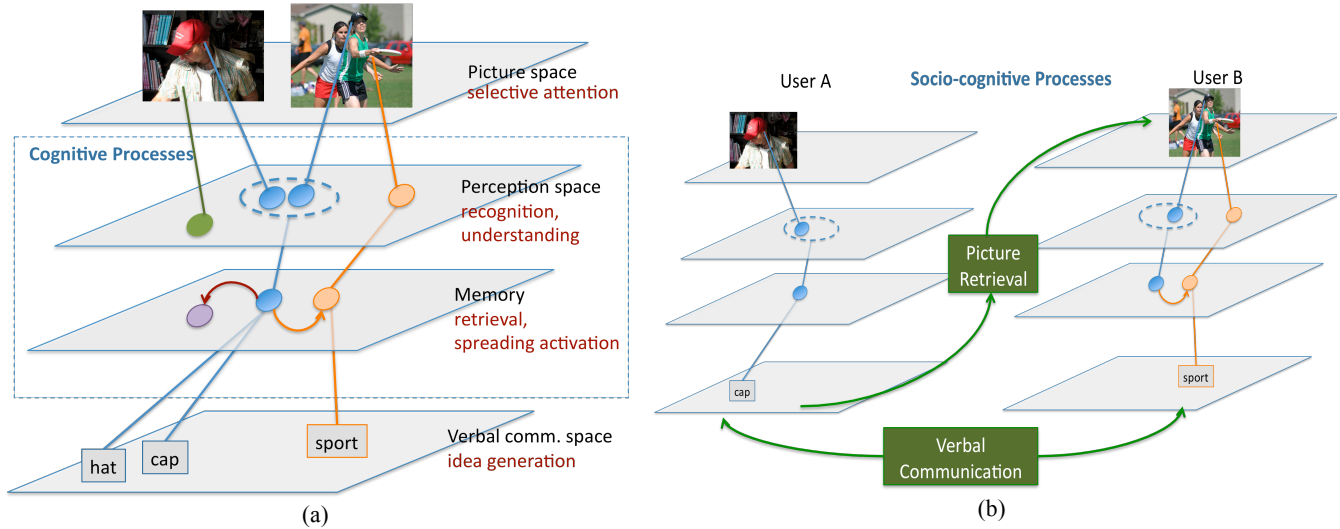 Picture space
selective attention
Cognitive Processes
Perception space
recognition,
understanding
Memory
retrieval,
spreading activation
Verbal comm. space
idea generation
hat
cap
sport
(a)
User A
Socio-cognitive Processes
User B
Picture
Retrieval
cap
sport
Verbal
Communication
(b)